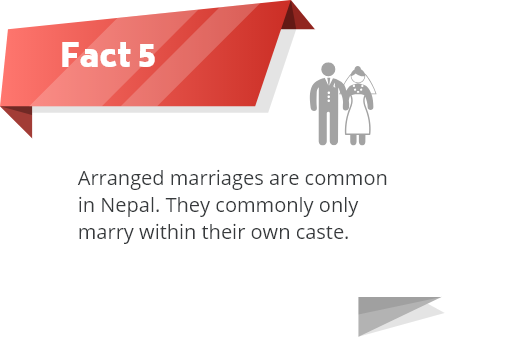 Fact 5
Arranged marriages are common
in Nepal. They commonly only
marry within their own caste.